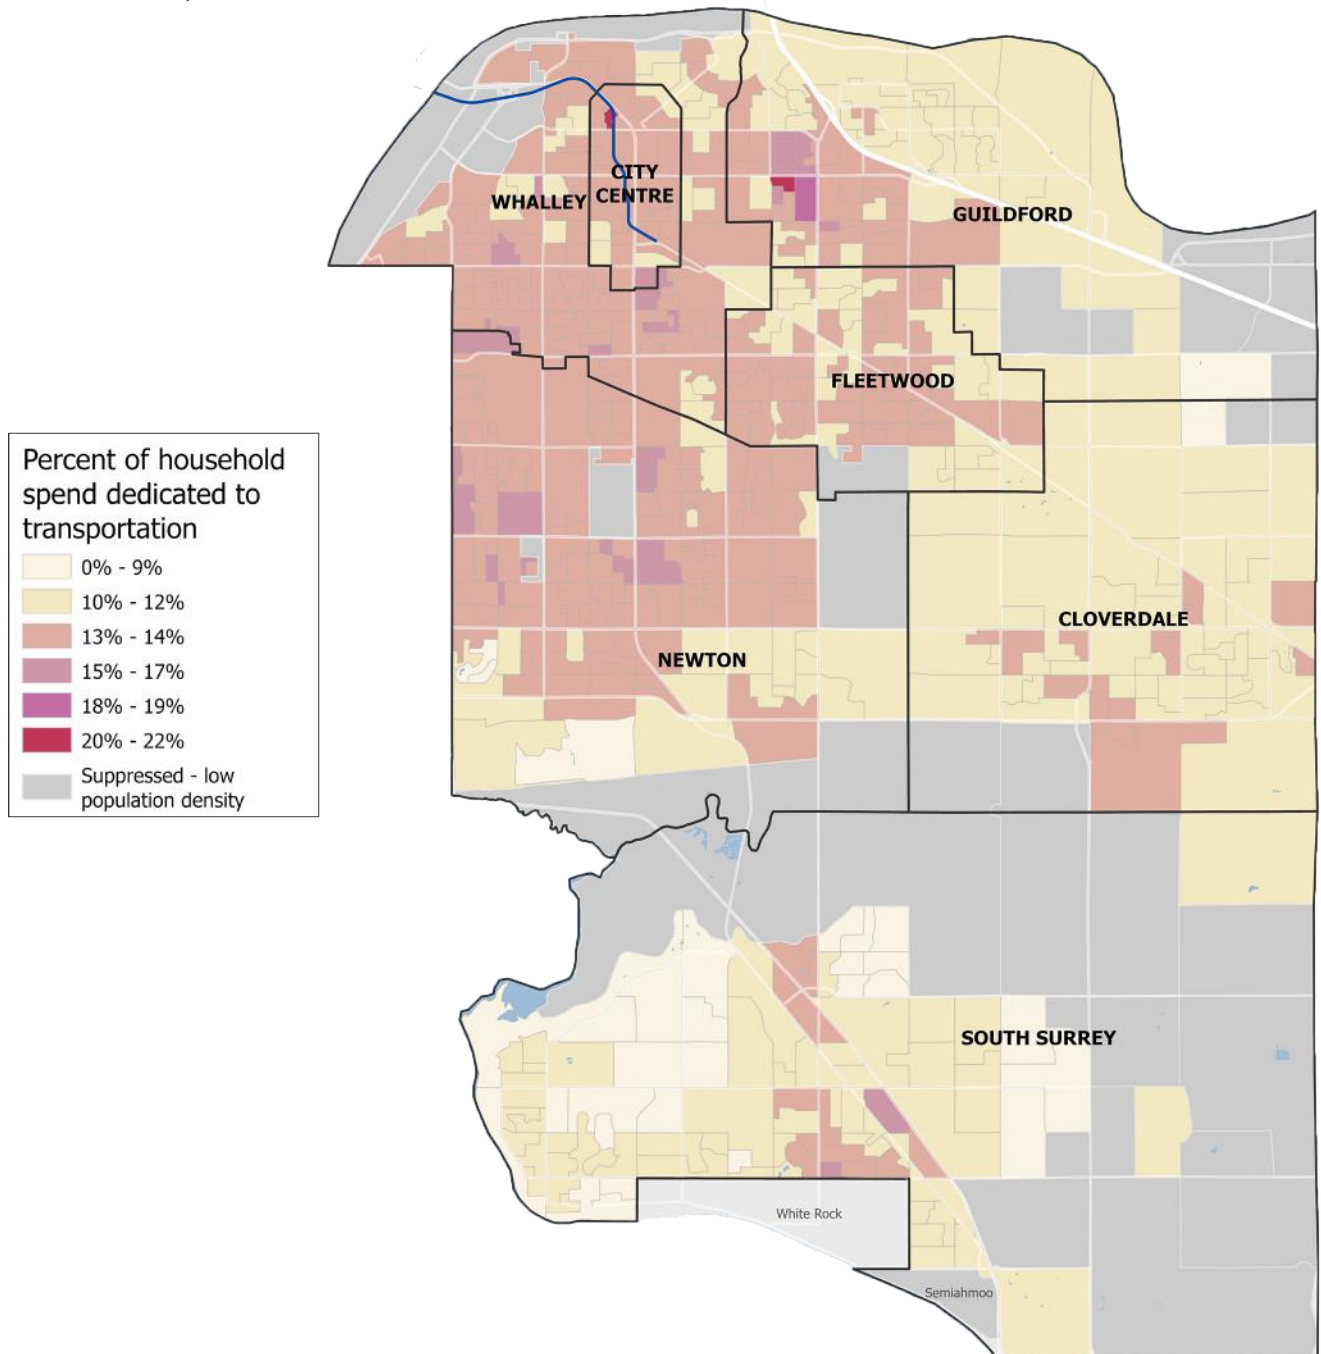 CITY
CENTRE
WHALLEY
GUILDFORD
FLEETWOOD
Percent of household
spend dedicated to
transportation
0% - 9%
10% - 12%
13% - 14%
15% - 17%
18% - 19%
20% - 22%
Suppressed - low
population density
CLOVERDALE
NEWTON
SOUTH SURREY
White Rock
Semiahmoo